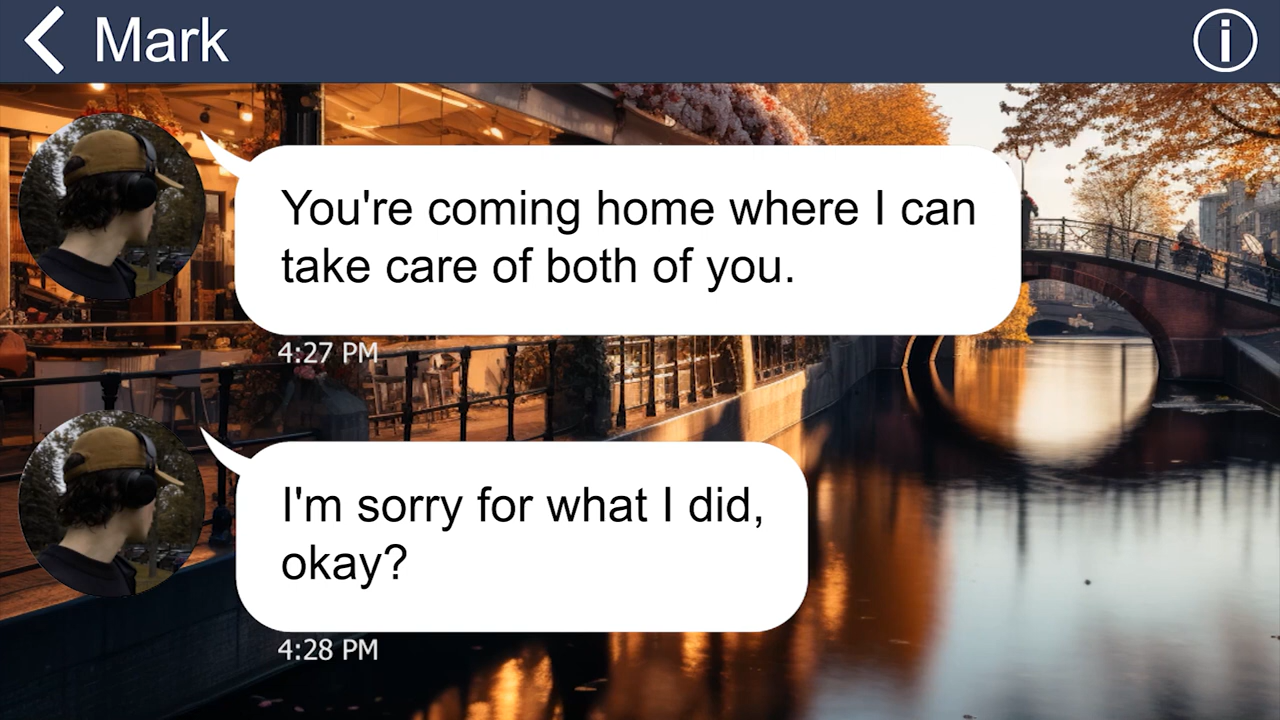 Mark
You're coming home where I can
take care of both of you.
4:27 PM
I'm sorry for what I did,
okay?
4:28 PM